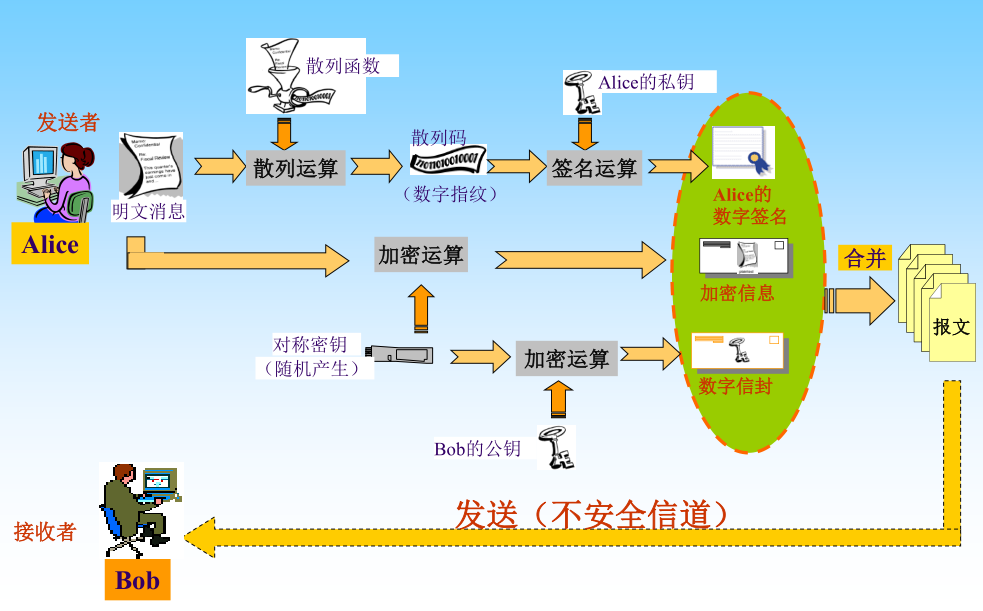 散列函数
Alice的私钥
发送者
散列码
散列运算
签名运算
（数字指纹）
明文消息
Alice的
数字签名
Alice
加密运算
合并
加密信息
报文
对称密钥
（随机产生）
加密运算
数字信封
Bob的公钥
发送（不安全信道）
接收者
Bob